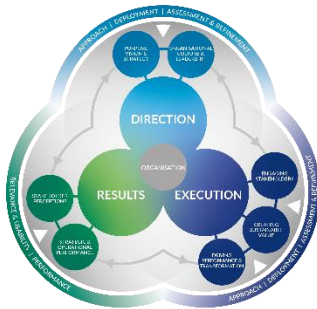 APPROACH | DEPLOYMENT | ASSESSMENT & REFINEMENT
PURPOSE,
VISION &
STRATEGY
ORGANISATIONAL
CULTURE &
LEADERSHIP
DIRECTION
ORGANISATION
RESULTS
EXECUTION
STAKEHOLDER
PERCEPTIONS
STRATEGIC &
OPERATIONAL
PERFORMANCE
ENGAGING
STAKEHOLDERS
CREATING
SUSTAINABLE
VALUE
DRIVING
PERFORMANCE &
TRANSFORMATION
RELEVANCE & USABILITY | PERFORMANCE
APPROACH | DEPLOYMENT | ASSESSMENT & REFINEMENT